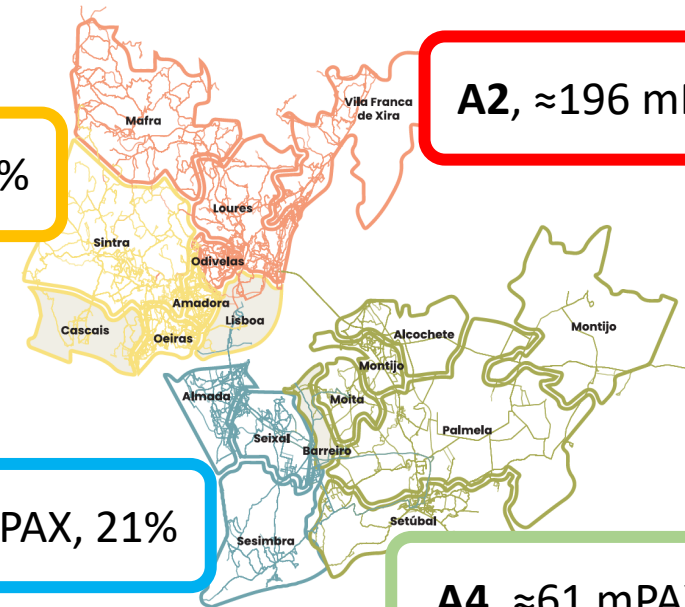 Mafra
Vila Franca
de Xira
A2, ≈196 m
%
Loures
Sintra
Odivelas
Amadora
Lisboa
Cascais
Oeiras
Alcochete
Montijo
Montijo
Almada
Moita
Seixal
Palmela
Barreiro
PAX, 21%
Setúbal
Sesimbra
A4, ≈61 mPAX